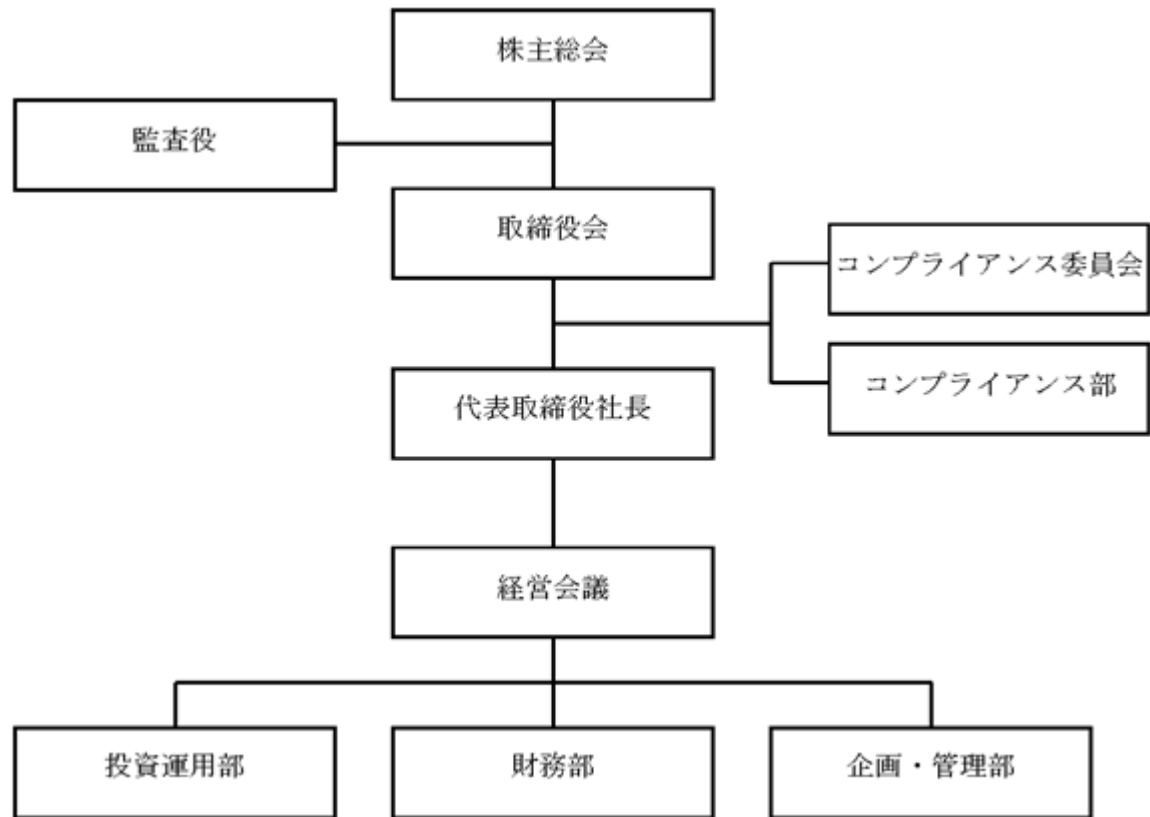 株主総会
監査役
取締役会
コンプライアンス委員会
コンプライアンス部
代表取締役社長
経営会議
投資運用部
財務部
企画・管理部